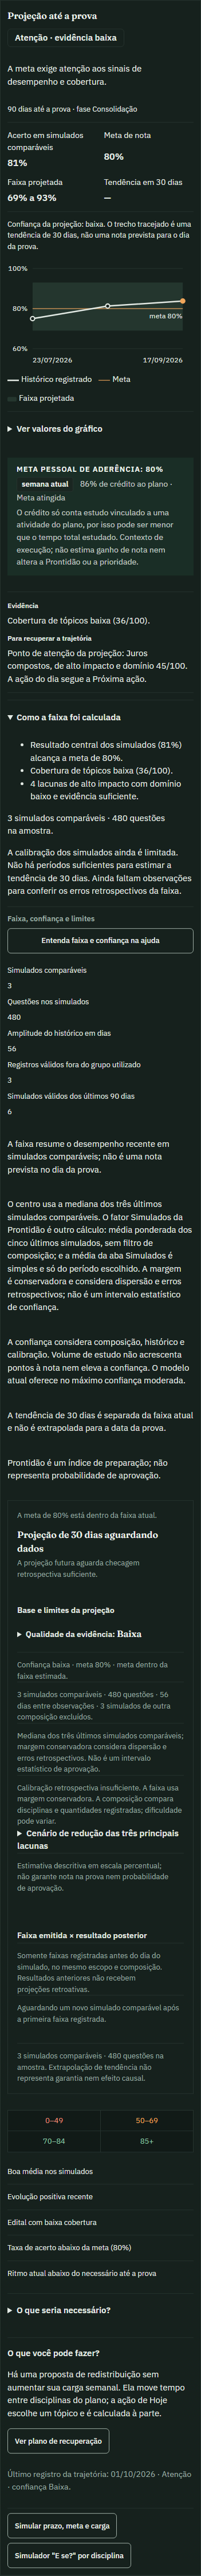 Projeção até a prova
Atenção · evidência baixa
A meta exige atenção aos sinais de
desempenho e cobertura.
90 dias até a prova · fase Consolidação
Acerto em simulados
comparáveis
81%
Meta de nota
80%
Faixa projetada
69% a 93%
Tendência em 30 dias
—
Confiança da projeção: baixa. O trecho tracejado é uma
tendência de 30 dias, não uma nota prevista para o dia
da prova.
100%
80%
60%
meta 80%
23/07/2026
17/09/2026
Histórico registrado
Meta
Faixa projetada
▶ Ver valores do gráfico
META PESSOAL DE ADERÊNCIA: 80%
semana atual 86% de crédito ao plano ·
Meta atingida
O crédito só conta estudo vinculado a uma
atividade do plano, por isso pode ser menor
que o tempo total estudado. Contexto de
execução; não estima ganho de nota nem
altera a Prontidão ou a prioridade.
Evidência
Cobertura de tópicos baixa (36/100).
Para recuperar a trajetória
Ponto de atenção da projeção: Juros
compostos, de alto impacto e domínio 45/100.
A ação do dia segue a Próxima ação.
▼ Como a faixa foi calculada
• Resultado central dos simulados (81%)
alcança a meta de 80%.
• Cobertura de tópicos baixa (36/100).
• 4 lacunas de alto impacto com domínio
baixo e evidência suficiente.
3 simulados comparáveis · 480 questões
na amostra.
A calibração dos simulados ainda é limitada.
Não há períodos suficientes para estimar a
tendência de 30 dias. Ainda faltam observações
para conferir os erros retrospectivos da faixa.
Faixa, confiança e limites
Entenda faixa e confiança na ajuda
Simulados comparáveis
3
Questões nos simulados
480
Amplitude do histórico em dias
56
Registros válidos fora do grupo utilizado
3
Simulados válidos dos últimos 90 dias
6
A faixa resume o desempenho recente em
simulados comparáveis; não é uma nota
prevista no dia da prova.
O centro usa a mediana dos três últimos
simulados comparáveis. O fator Simulados da
Prontidão é outro cálculo: média ponderada dos
cinco últimos simulados, sem filtro de
composição; e a média da aba Simulados é
simples e só do período escolhido. A margem
é conservadora e considera dispersão e erros
retrospectivos; não é um intervalo estatístico
de confiança.
A confiança considera composição, histórico e
calibração. Volume de estudo não acrescenta
pontos à nota nem eleva a confiança. O modelo
atual oferece no máximo confiança moderada.
A tendência de 30 dias é separada da faixa atual
e não é extrapolada para a data da prova.
Prontidão é um índice de preparação; não
representa probabilidade de aprovação.
A meta de 80% está dentro da faixa atual.
Projeção de 30 dias aguardando
dados
A projeção futura aguarda checagem
retrospectiva suficiente.
Base e limites da projeção
▶ Qualidade da evidência: Baixa
Confiança baixa · meta 80% · meta dentro da
faixa estimada.
3 simulados comparáveis · 480 questões · 56
dias entre observações · 3 simulados de outra
composição excluídos.
Mediana dos três últimos simulados comparáveis;
margem conservadora considera dispersão e
erros retrospectivos. Não é um intervalo
estatístico de aprovação.
Calibração retrospectiva insuficiente. A faixa usa
margem conservadora. A composição compara
disciplinas e quantidades registradas; dificuldade
pode variar.
▶ Cenário de redução das três principais
lacunas
Estimativa descritiva em escala percentual;
não garante nota na prova nem probabilidade
de aprovação.
Faixa emitida × resultado posterior
Somente faixas registradas antes do dia do
simulado, no mesmo escopo e composição.
Resultados anteriores não recebem
projeções retroativas.
Aguardando um novo simulado comparável após
a primeira faixa registrada.
3 simulados comparáveis · 480 questões na
amostra. Extrapolação de tendência não
representa garantia nem efeito causal.
0–49
50–69
70–84
85+
Boa média nos simulados
Evolução positiva recente
Edital com baixa cobertura
Taxa de acerto abaixo da meta (80%)
Ritmo atual abaixo do necessário até a prova
▶ O que seria necessário?
O que você pode fazer?
Há uma proposta de redistribuição sem
aumentar sua carga semanal. Ela move tempo
entre disciplinas do plano; a ação de Hoje
escolhe um tópico e é calculada à parte.
Ver plano de recuperação
Último registro da trajetória: 01/10/2026 · Atenção
· confiança Baixa.
Simular prazo, meta e carga
Simulador "E se?" por disciplina